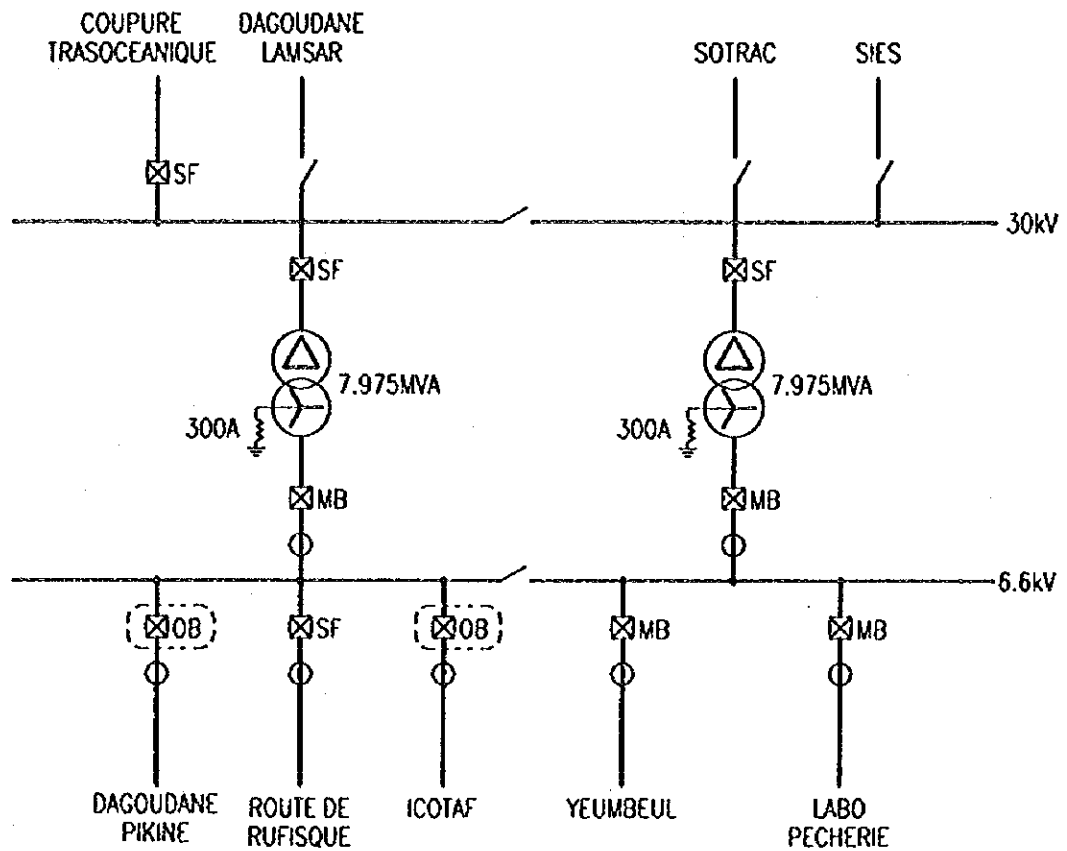 COUPURE
TRASOCEANIQUE
DAGOUDANE
LAMSAR
SOTRAC
SIES
SF
30kV
SF
SF
7.975MVA
7.975MVA
300A
300A
MB
MB
6.6kV
OB
SF
OB
MB
MB
DAGOUDANE
PIKINE
ROUTE DE
RUFISQUE
ICOTAF
YEUMBEUL
LABO
PECHERIE